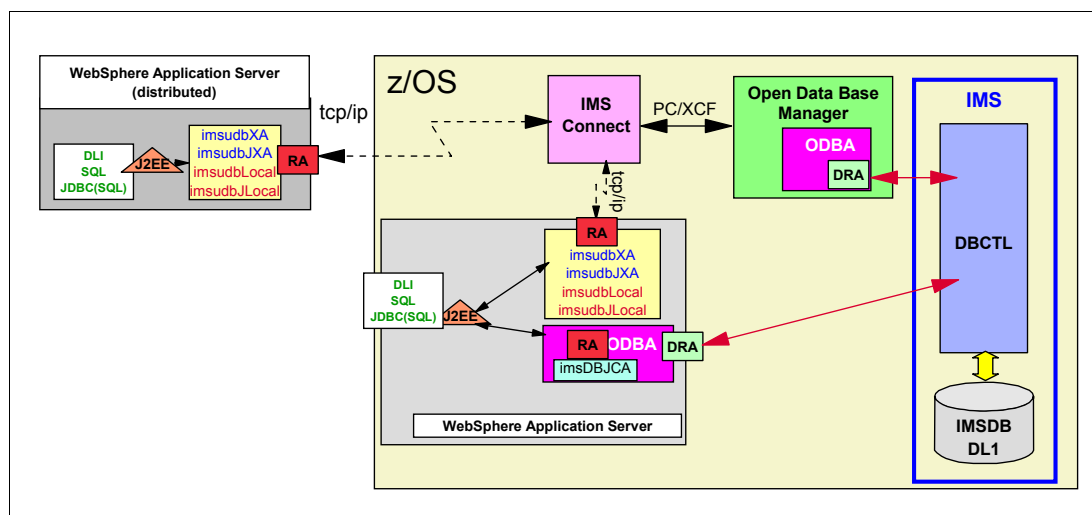 WebSphere Application Server
(distributed)
DLI
SQL
JDBC(SQL)
J2EE
imsudbXA
imsudbJXA
imsudbLocal
imsudbJLocal
RA
tcp/ip
z/OS
IMS
Connect
PC/XCF
Open Data Base
Manager
ODBA
DRA
IMS
DBCTL
IMSDB
DL1
tcp/ip
RA
imsudbXA
imsudbJXA
imsudbLocal
imsudbJLocal
DLI
SQL
JDBC(SQL)
J2EE
RA
ODBA
imsDBJCA
DRA
WebSphere Application Server